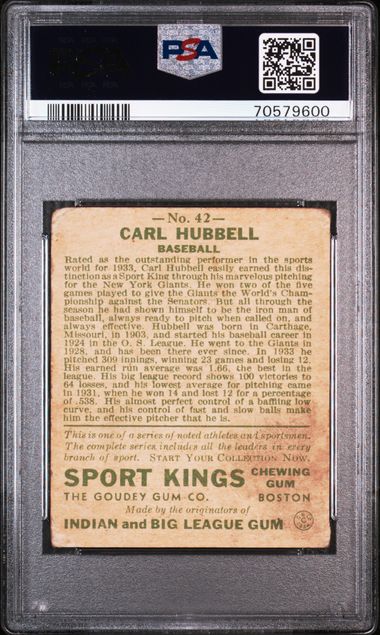 PSA
70579600
—No. 42—
CARL HUBBELL
BASEBALL
Rated as the outstanding performer in the sports
world for 1933, Carl Hubbell easily earned this dis-
tinction as a Sport King through his marvelous pitching
for the New York Giants. He won two of the five
games played to give the Giants the World's Cham-
pionship against the Senators. But all through the
season he had shown himself to be the iron man of
baseball, always ready to pitch when called on, and
always effective. Hubbell was born in Carthage,
Missouri, in 1903, and started his baseball career in
1924 in the O. S. League. He went to the Giants in
1928, and has been there ever since. In 1933 he
pitched 309 innings, winning 23 games and losing 12.
His earned run average was 1.66, the best in the
league. His big league record shows 100 victories to
64 losses, and his lowest average for pitching came
in 1931, when he won 14 and lost 12 for a percentage
of .538. His almost perfect control of a baffling low
curve, and his control of fast and slow balls make
him the effective pitcher that he is.
This is one of a series of noted athletes and sportsmen.
The complete series includes all the leaders in every
branch of sport. START YOUR COLLECTION NOW.
SPORT KINGS CHEWING GUM
THE GOUDEY GUM CO. BOSTON
Made by the originators of
INDIAN and BIG LEAGUE GUM